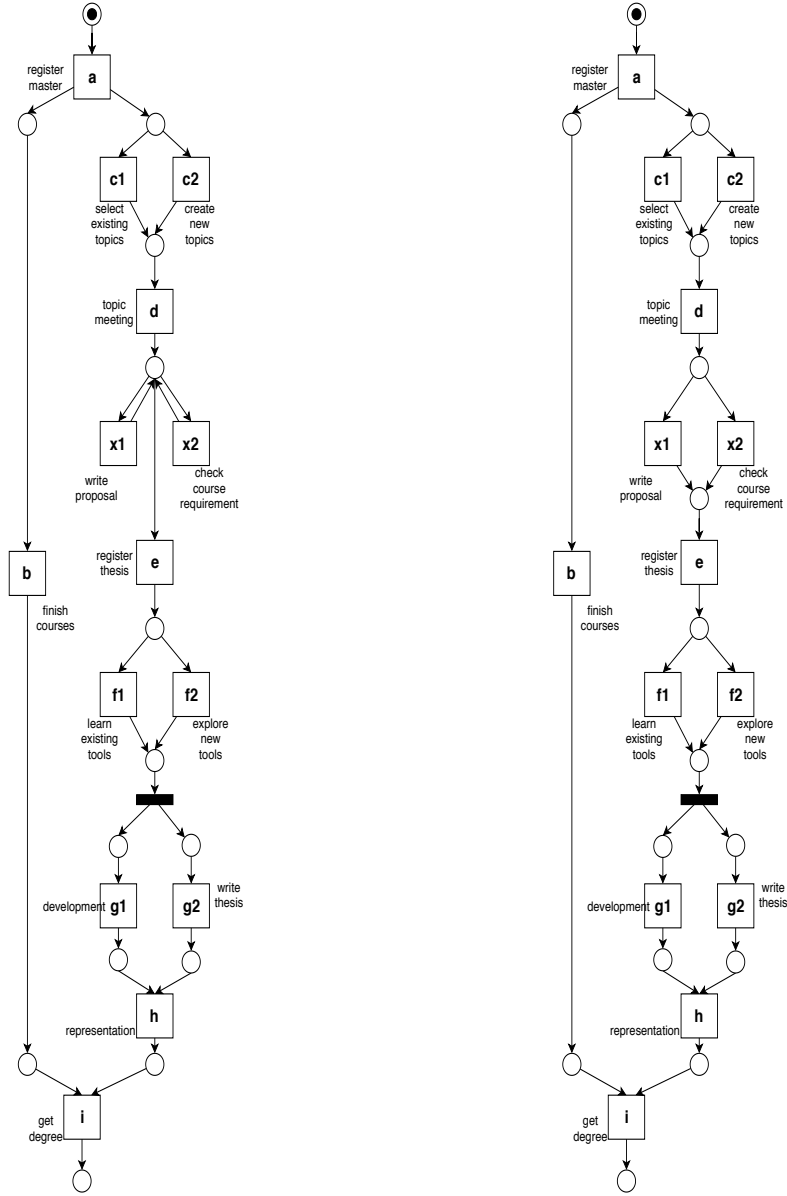 register
master
a
c1
c2
select
existing
topics
create
new
topics
topic
meeting
d
x1
x2
write
proposal
check
course
requirement
register
thesis
e
b
finish
courses
f1
f2
learn
existing
tools
explore
new
tools
development
g1
g2
write
thesis
h
representation
i
get
degree
register
master
a
c1
c2
select
existing
topics
create
new
topics
topic
meeting
d
x1
x2
write
proposal
check
course
requirement
register
thesis
e
b
finish
courses
f1
f2
learn
existing
tools
explore
new
tools
development
g1
g2
write
thesis
h
representation
i
get
degree